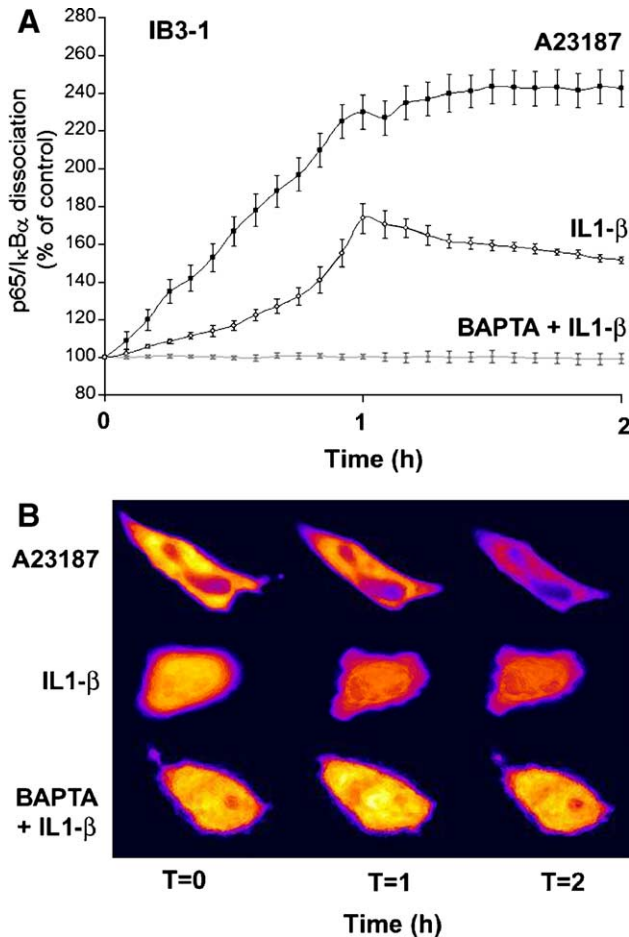 A
IB3-1
A23187
IL1-β
BAPTA + IL1-β
p65/IκBα dissociation
(% of control)
280
260
240
220
200
180
160
140
120
100
80
0
1
2
Time (h)
B
A23187
IL1-β
BAPTA
+ IL1-β
T=0
T=1
T=2
Time (h)